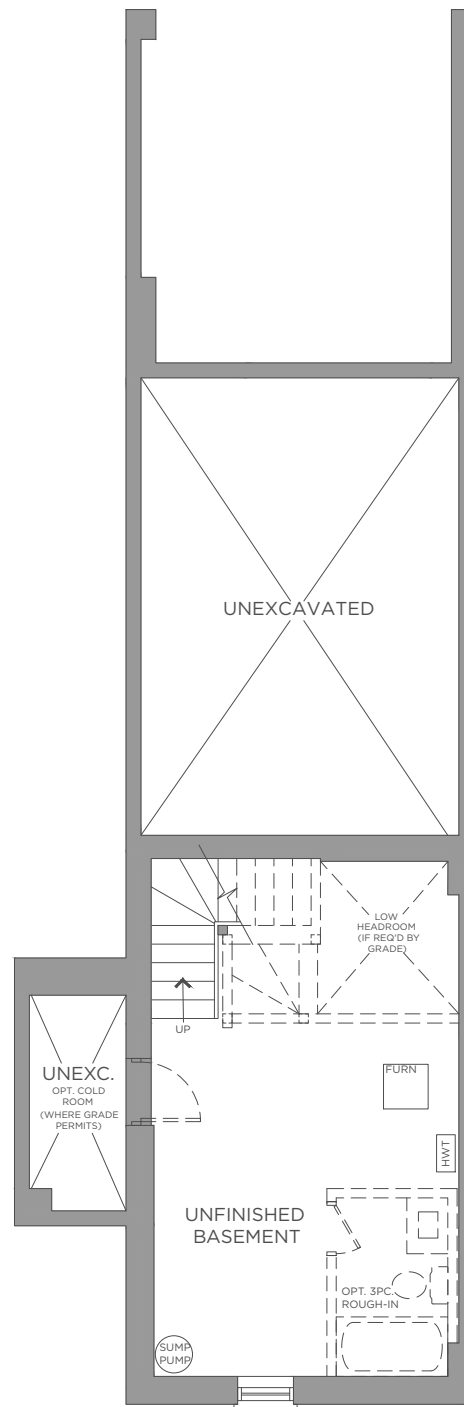 UNEXCAVATED
LOW
HEADROOM
(IF REQ'D BY
GRADE)
UP
UNEXC.
OPT. COLD
ROOM
(WHERE GRADE
PERMITS)
FURN
HWT
UNFINISHED
BASEMENT
OPT. 3PC.
ROUGH-IN
SUMP
PUMP